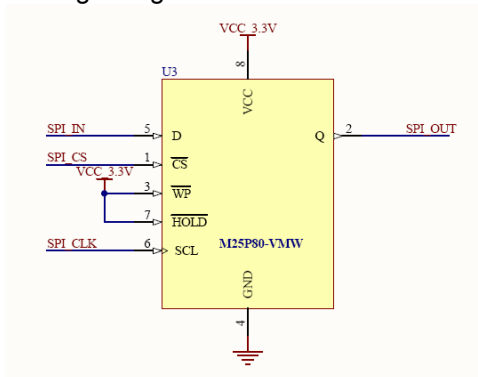 VCC_3.3V
8
U3
VCC
SPI_IN
5
D
Q
2
SPI_OUT
SPI_CS
1
CS
VCC_3.3V
3
WP
7
HOLD
SPI_CLK
6
SCL
M25P80-VMW
GND
4